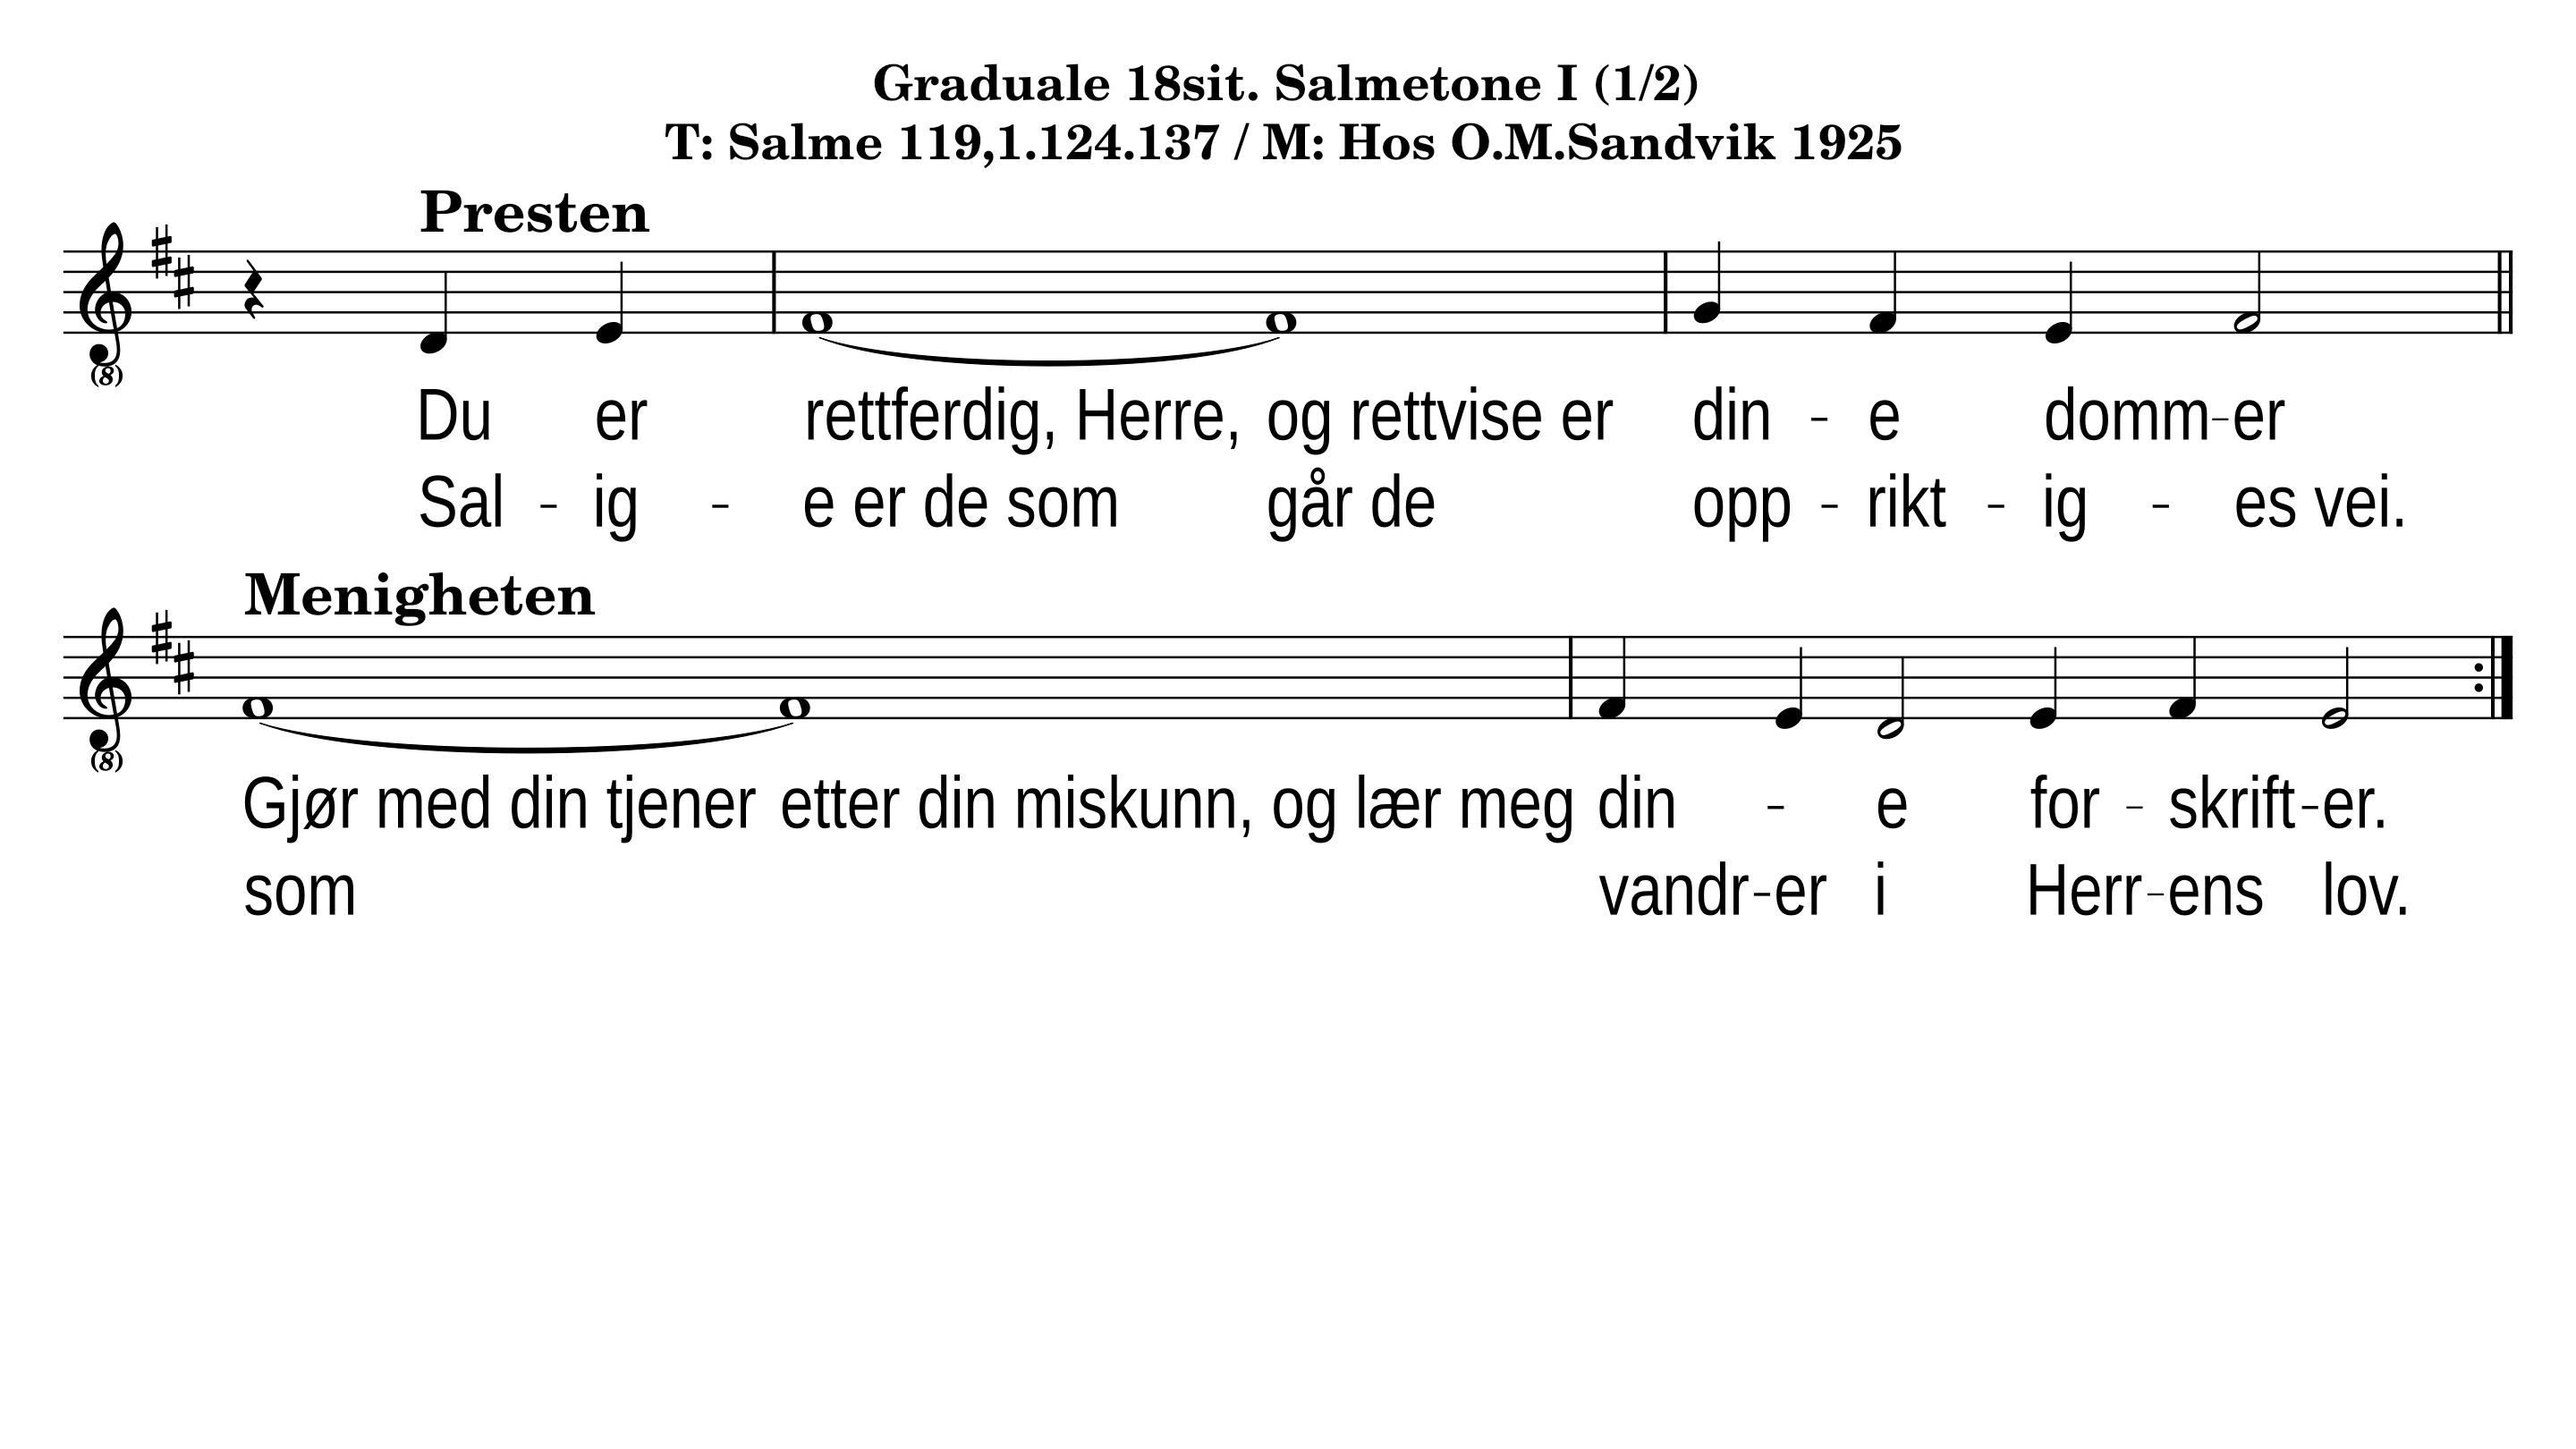 Graduale 18sit. Salmetone I (1/2)
T: Salme 119,1.124.137 / M: Hos O.M.Sandvik 1925
Presten
(8)
Du er rettferdig, Herre, og rettvise er din - e domm-er
Sal - ig - e er de som går de opp - rikt - ig - es vei.
Menigheten
(8)
Gjør med din tjener etter din miskunn, og lær meg din - e for - skrift-er.
som vandr-er i Herr-ens lov.